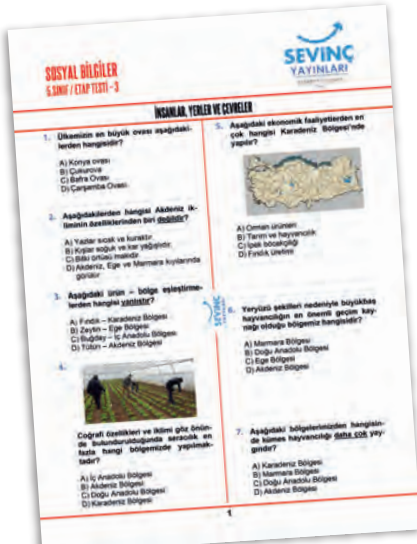 SOSYAL BİLGİLER
5.SINIF / ETAP TESTİ - 3
SEVİNÇ
YAYINLARI
İNSANLAR, YERLER VE ÇEVRELER
1. Ülkemizin en büyük ovası aşağıdaki-
lerden hangisidir?
A) Konya ovası
B) Çukurova
C) Bafra Ovası
D) Çarşamba Ovası
2. Aşağıdakilerden hangisi Akdeniz ik-
liminin özelliklerinden biri değildir?
A) Yazlar sıcak ve kuraktır.
B) Kışlar soğuk ve kar yağışlıdır.
C) Bitki örtüsü makidir.
D) Akdeniz, Ege ve Marmara kıyılarında
görülür.
3. Aşağıdaki ürün – bölge eşleştirme-
lerden hangisi yanlıştır?
A) Fındık – Karadeniz Bölgesi
B) Zeytin – Ege Bölgesi
C) Buğday – İç Anadolu Bölgesi
D) Tütün – Akdeniz Bölgesi
4.
Coğrafi özellikleri ve iklimi göz önün-
de bulundurulduğunda seracılık en
fazla hangi bölgemizde yapılmak-
tadır?
A) İç Anadolu Bölgesi
B) Akdeniz Bölgesi
C) Doğu Anadolu Bölgesi
D) Karadeniz Bölgesi
5. Aşağıdaki ekonomik faaliyetlerden en
çok hangisi Karadeniz Bölgesi'nde
yapılır?
A) Orman ürünleri
B) Tarım ve hayvancılık
C) İpek böcekçiliği
D) Fındık üretimi
SEVİNÇ
Yeryüzü şekilleri nedeniyle büyükbaş
hayvancılığın en önemli geçim kay-
nağı olduğu bölgemiz hangisidir?
A) Marmara Bölgesi
B) Doğu Anadolu Bölgesi
C) Ege Bölgesi
D) Akdeniz Bölgesi
7. Aşağıdaki bölgelerimizden hangisin-
de kümes hayvancılığı daha çok yay-
gındır?
A) Karadeniz Bölgesi
B) Marmara Bölgesi
C) Doğu Anadolu Bölgesi
D) Akdeniz Bölgesi
1